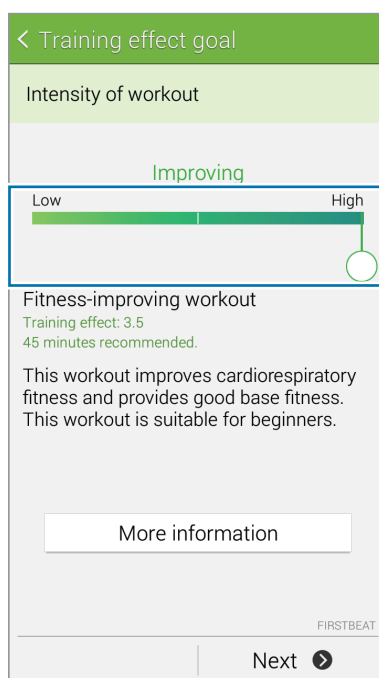 Training effect goal
Intensity of workout
Improving
Low High
Fitness-improving workout
Training effect: 3.5
45 minutes recommended.
This workout improves cardiorespiratory
fitness and provides good base fitness.
This workout is suitable for beginners.
More information
FIRSTBEAT
Next